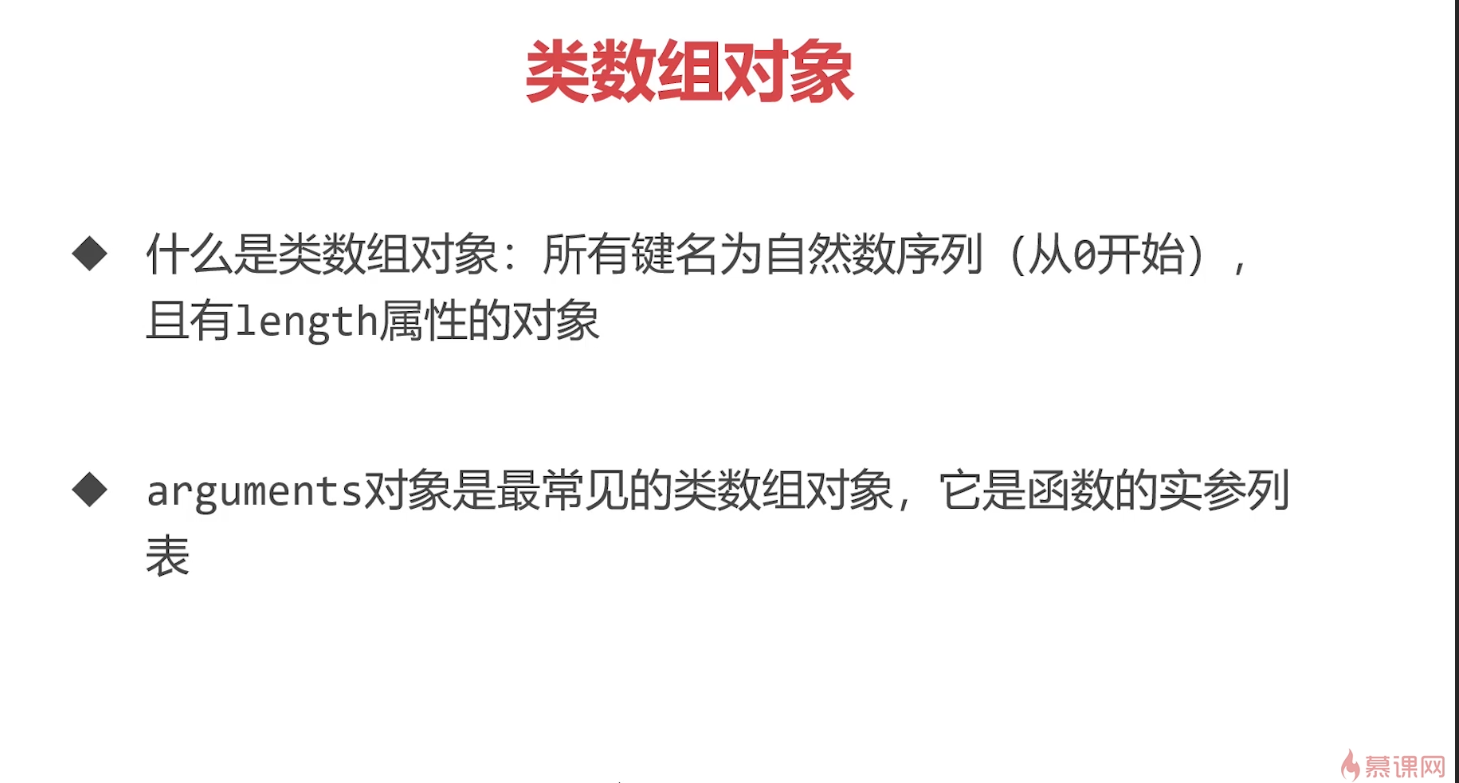 类数组对象
◆ 什么是类数组对象：所有键名为自然数序列（从0开始），
且有length属性的对象
◆ arguments对象是最常见的类数组对象，它是函数的实参列
表
慕课网